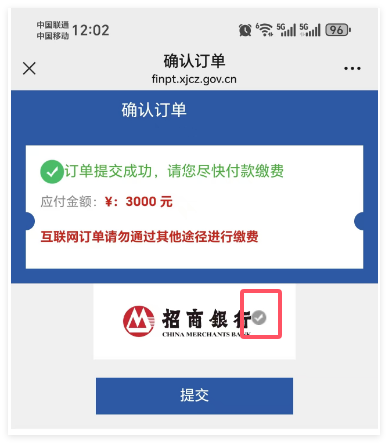 中国联通
中国移动 12:02 6 5G 5G 96
确认订单
finpt.xjcz.gov.cn
确认订单
订单提交成功，请您尽快付款缴费
应付金额：¥：3000 元
互联网订单请勿通过其他途径进行缴费
招商银行
CHINA MERCHANTS BANK
提交